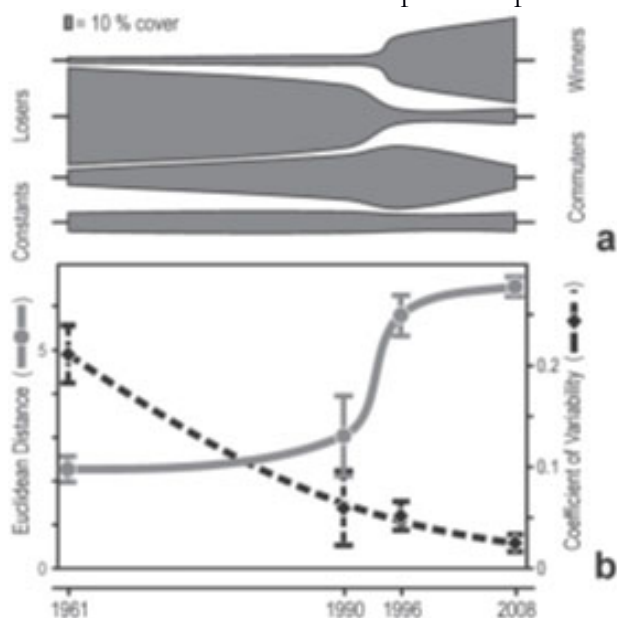 = 10 % cover
Winners
Losers
Commuters
Constants
a
Euclidean Distance
5
0
Coefficient of Variability
0.2
0.1
0
b
1961
1990
1996
2008